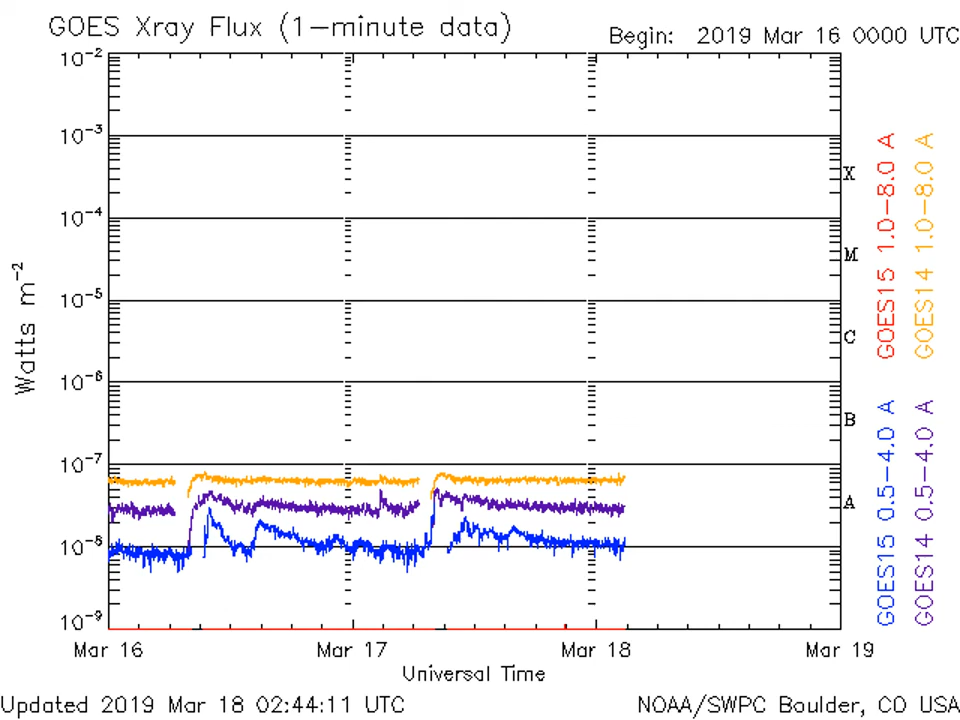 GOES Xray Flux (1-minute data)
Begin: 2019 Mar 16 0000 UTC
10-2
10-3
10-4
10-5
10-6
10-7
10-8
10-9
Watts m-2
X
M
C
B
A
GOES15 1.0-8.0 A
GOES14 1.0-8.0 A
GOES15 0.5-4.0 A
GOES14 0.5-4.0 A
Mar 16 Mar 17 Mar 18 Mar 19
Universal Time
Updated 2019 Mar 18 02:44:11 UTC
NOAA/SWPC Boulder, CO USA